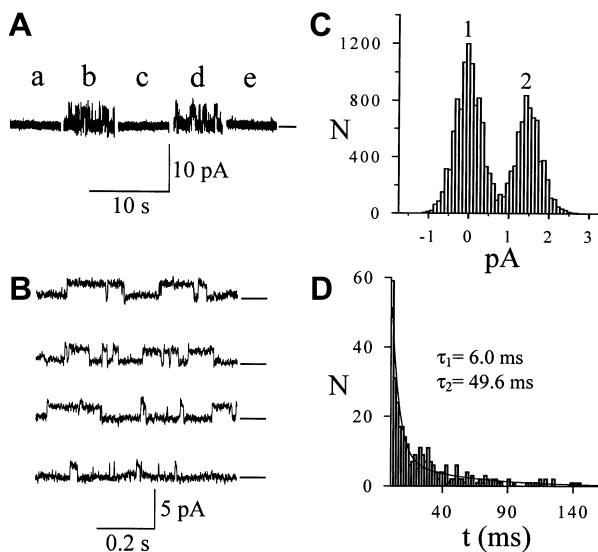 A
a b c d e
10 pA
10 s
B
5 pA
0.2 s
C
1 2
1200
800
400
0
N
-1 0 1 2 3
pA
D
60
40
20
0
N
τ1= 6.0 ms
τ2= 49.6 ms
40 90 140
t (ms)